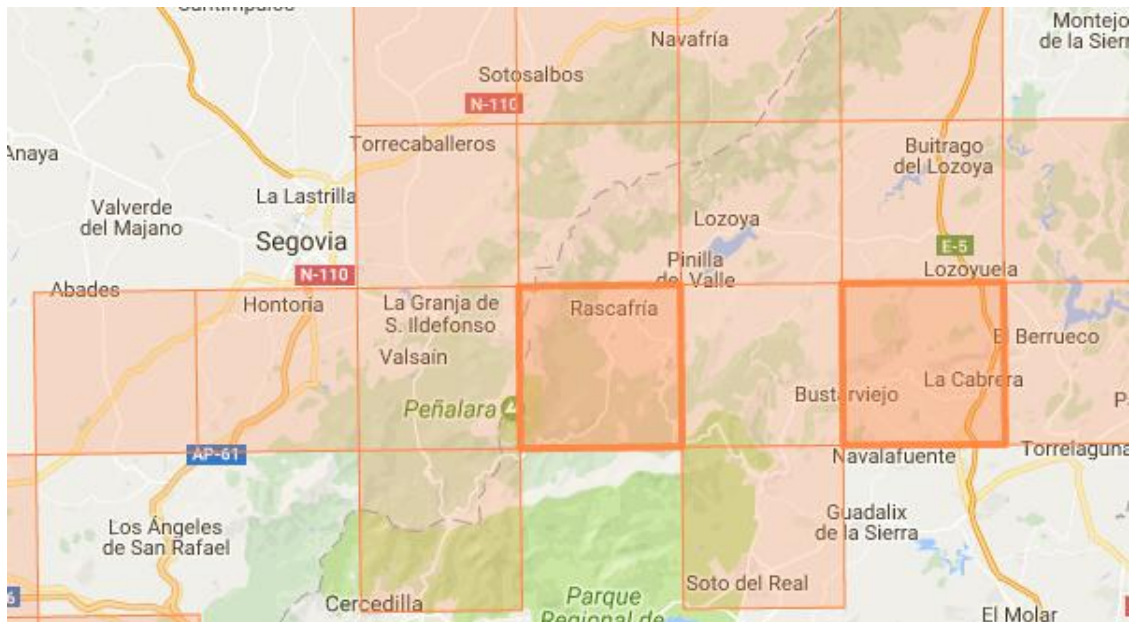 Cantimpalos
Montejo
de la Sierr
Navafría
Sotosalbos
N-110
Torrecaballeros
Buitrago
del Lozoya
Anaya
La Lastrilla
Valverde
del Majano
Lozoya
Segovia
E-5
N-110
Pinilla
del Valle
Lozoyuela
Abades
Hontoria
La Granja de
S. Ildefonso
Rascafría
El Berrueco
Valsaín
La Cabrera
Bustarviejo
Peñalara
P
AP-61
Navalafuente
Torrelaguna
Los Ángeles
de San Rafael
Guadalix
de la Sierra
Soto del Real
6
Cercedilla
Parque
Regional de
El Molar